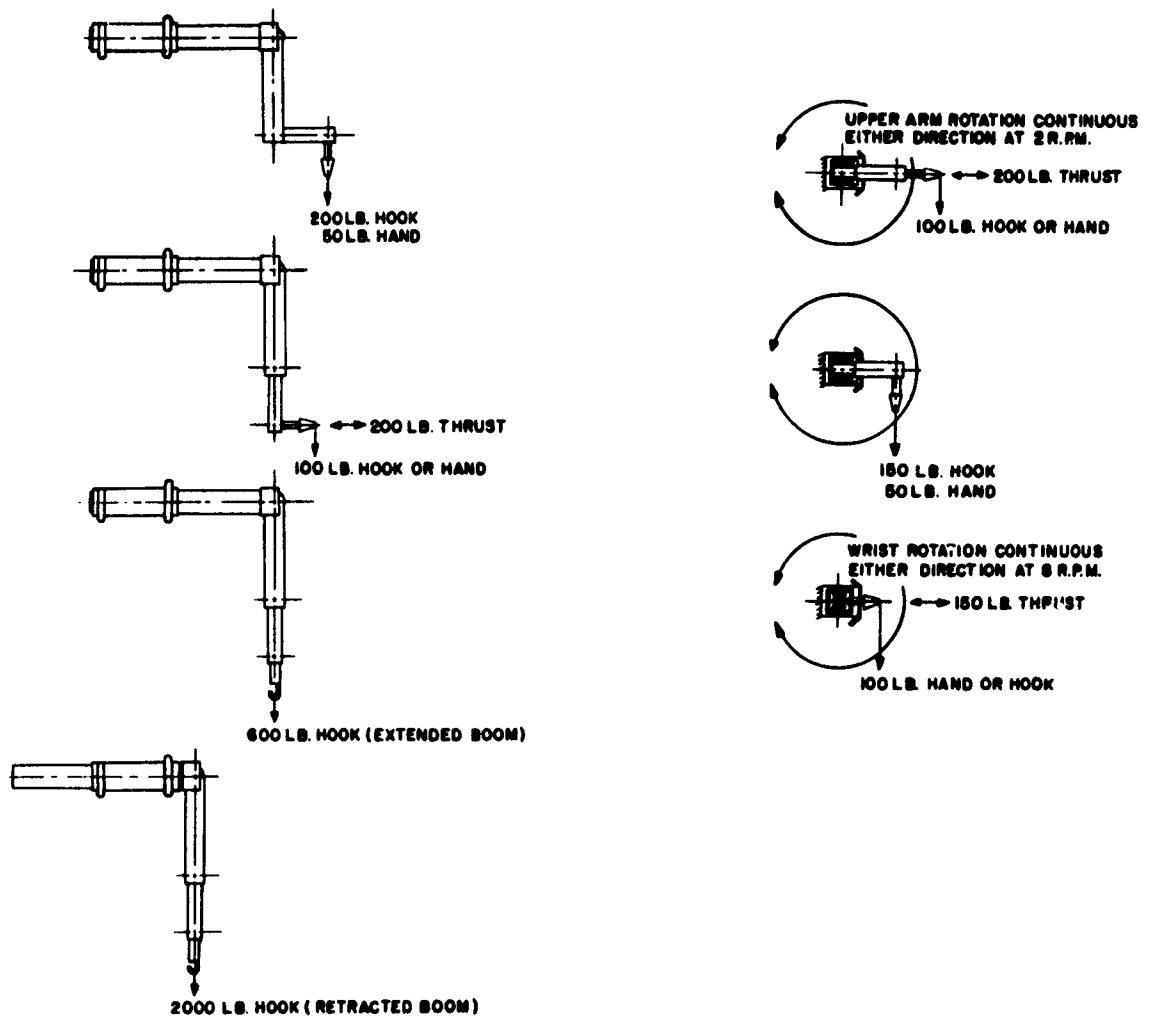 200 LB. HOOK
50 LB. HAND
200 LB. THRUST
100 LB. HOOK OR HAND
600 LB. HOOK (EXTENDED BOOM)
2000 LB. HOOK (RETRACTED BOOM)
UPPER ARM ROTATION CONTINUOUS
EITHER DIRECTION AT 2 R.P.M.
200 LB. THRUST
100 LB. HOOK OR HAND
150 LB. HOOK
50 LB. HAND
WRIST ROTATION CONTINUOUS
EITHER DIRECTION AT R.P.M.
150 LB. THRUST
100 LB. HAND OR HOOK